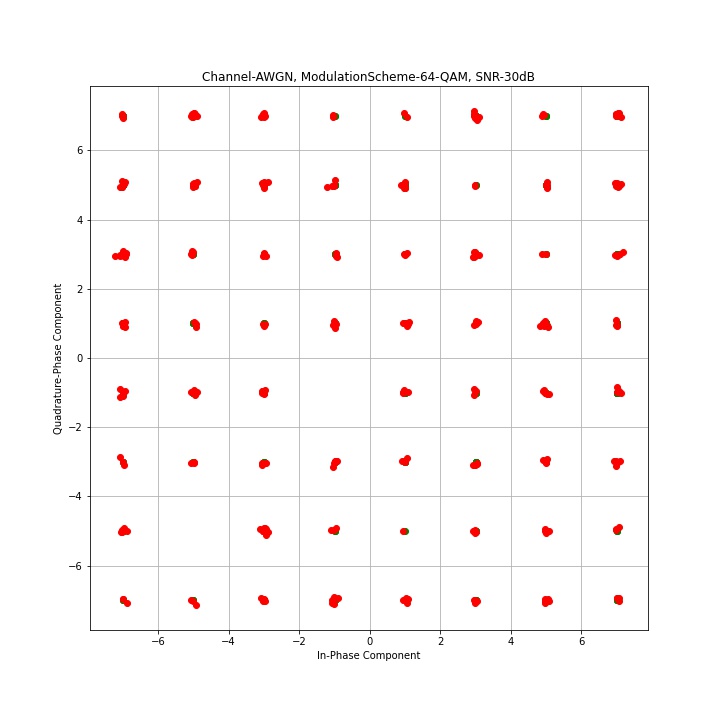 Channel-AWGN, ModulationScheme-64-QAM, SNR-30dB
6
4
2
0
−2
−4
−6
Quadrature-Phase Component
−6 −4 −2 0 2 4 6
In-Phase Component